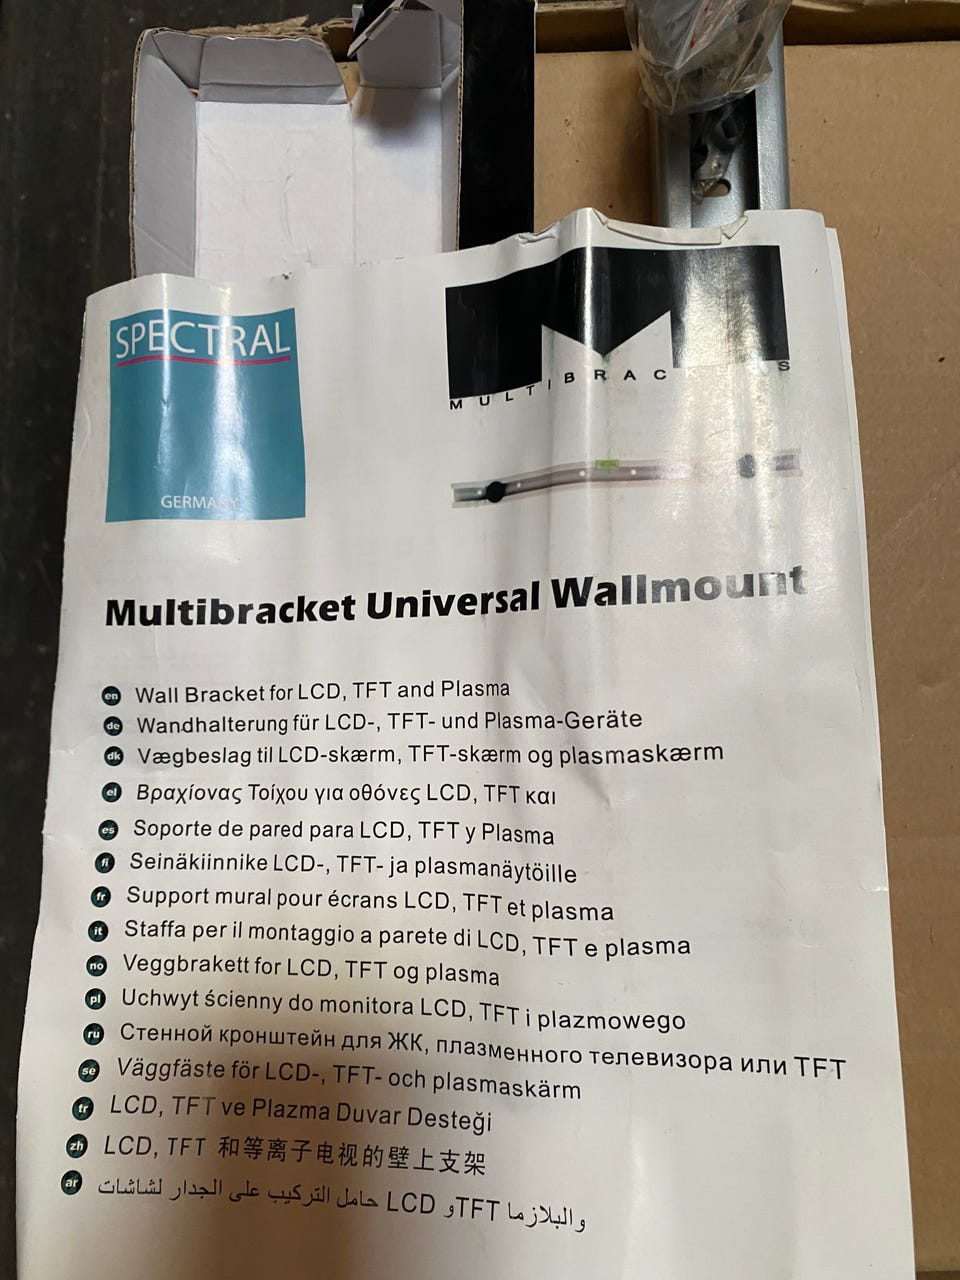 SPECTRAL
GERMANY
MULTIBRACKETS
Multibracket Universal Wallmount
en Wall Bracket for LCD, TFT and Plasma
de Wandhalterung für LCD-, TFT- und Plasma-Geräte
dk Vægbeslag til LCD-skærm, TFT-skærm og plasmaskærm
el Βραχίονας Τοίχου για οθόνες LCD, TFT και
es Soporte de pared para LCD, TFT y Plasma
fi Seinäkiinnike LCD-, TFT- ja plasmanäytöille
fr Support mural pour écrans LCD, TFT et plasma
it Staffa per il montaggio a parete di LCD, TFT e plasma
no Veggbrakett for LCD, TFT og plasma
pl Uchwyt ścienny do monitora LCD, TFT i plazmowego
ru Стенной кронштейн для ЖК, плазменного телевизора или TFT
se Väggfäste för LCD-, TFT- och plasmaskärm
tr LCD, TFT ve Plazma Duvar Desteği
zh LCD, TFT 和等离子电视的壁上支架
ar حامل التركيب على الجدار لشاشات LCD وTFT والبلازما